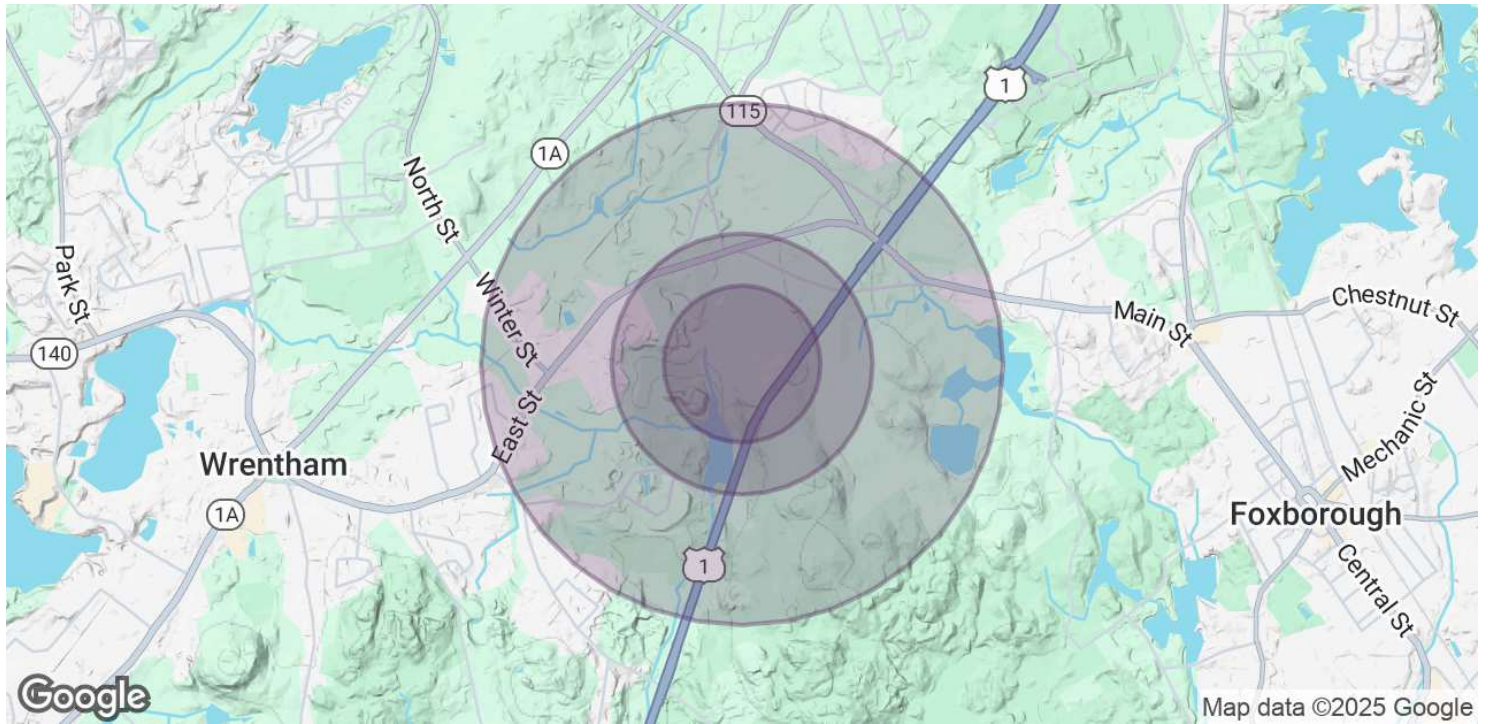 1
115
1A
North St
Park St
Winter St
Chestnut St
Main St
140
Mechanic St
East St
Wrentham
1A
Foxborough
1
Central St
Google
Map data ©2025 Google